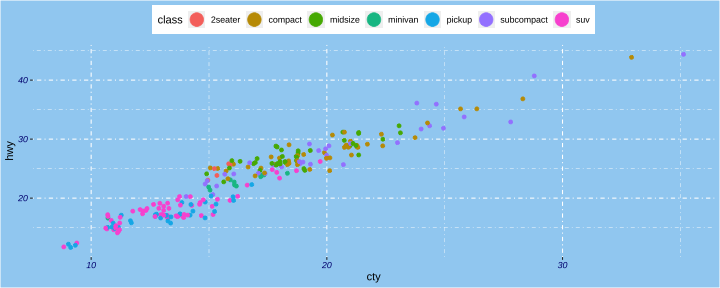 class 2seater compact midsize minivan pickup subcompact suv
40
30
20
hwy
10 20 30
cty